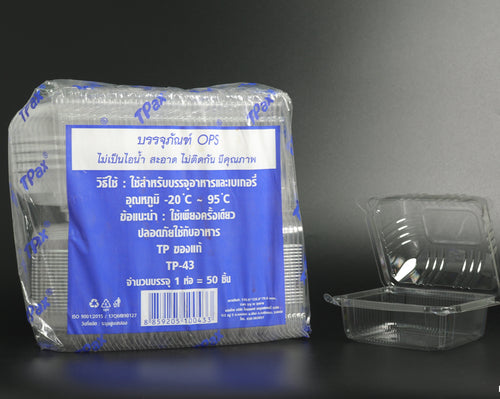 TPax
TPax
TPax
บรรจุภัณฑ์ OPS
ไม่เป็นไอน้ำ สะอาด ไม่ติดกัน มีคุณภาพ
วิธีใช้ : ใช้สำหรับบรรจุอาหารและเบเกอรี่
อุณหภูมิ -20°C ~ 95°C
ข้อแนะนำ : ใช้เพียงครั้งเดียว
ปลอดภัยใช้กับอาหาร
TP ของแท้
TP-43
จำนวนบรรจุ 1 ห่อ = 50 ชิ้น
ISO 9001:2015 / 17QMB90127
8 859205 100433